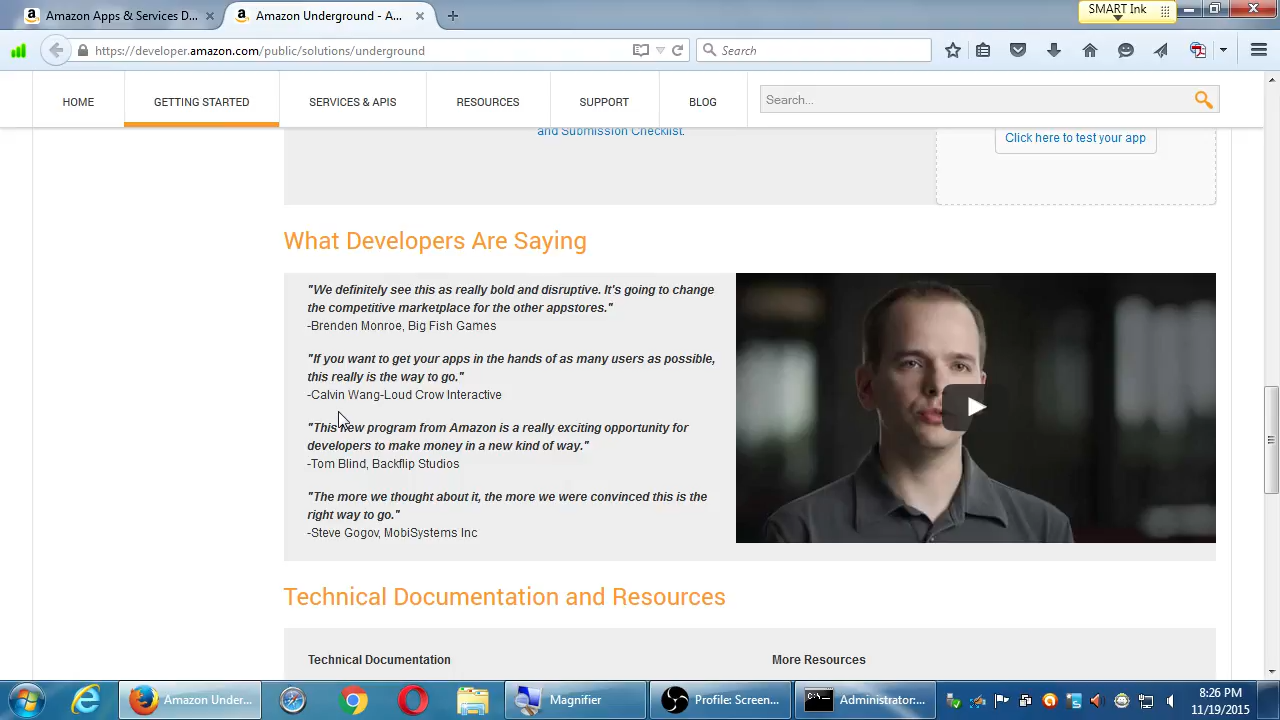 Amazon Apps & Services D...
Amazon Underground - A...
SMART Ink
https://developer.amazon.com/public/solutions/underground
Search
HOME
GETTING STARTED
SERVICES & APIS
RESOURCES
SUPPORT
BLOG
Search...
and Submission Checklist.
Click here to test your app
What Developers Are Saying
"We definitely see this as really bold and disruptive. It's going to change
the competitive marketplace for the other appstores."
-Brenden Monroe, Big Fish Games
"If you want to get your apps in the hands of as many users as possible,
this really is the way to go."
-Calvin Wang-Loud Crow Interactive
"This new program from Amazon is a really exciting opportunity for
developers to make money in a new kind of way."
-Tom Blind, Backflip Studios
"The more we thought about it, the more we were convinced this is the
right way to go."
-Steve Gogov, MobiSystems Inc
Technical Documentation and Resources
Technical Documentation
More Resources
Amazon Under...
Magnifier
Profile: Screen...
Administrator:...
8:26 PM
11/19/2015